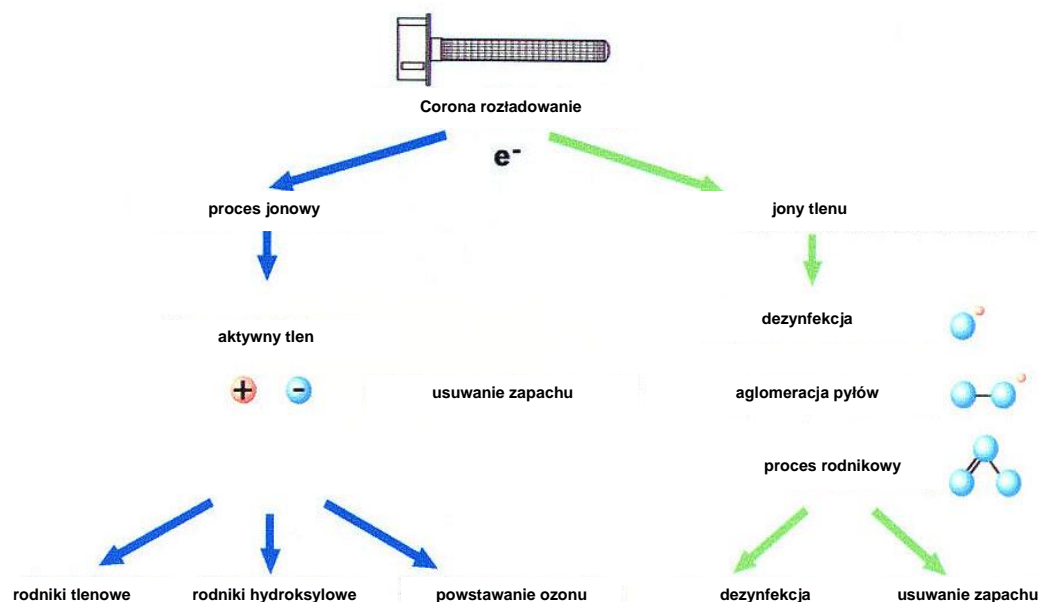 Corona rozładowanie
e-
proces jonowy
jony tlenu
aktywny tlen
dezynfekcja
+ -
usuwanie zapachu
aglomeracja pyłów
proces rodnikowy
rodniki tlenowe
rodniki hydroksylowe
powstawanie ozonu
dezynfekcja
usuwanie zapachu